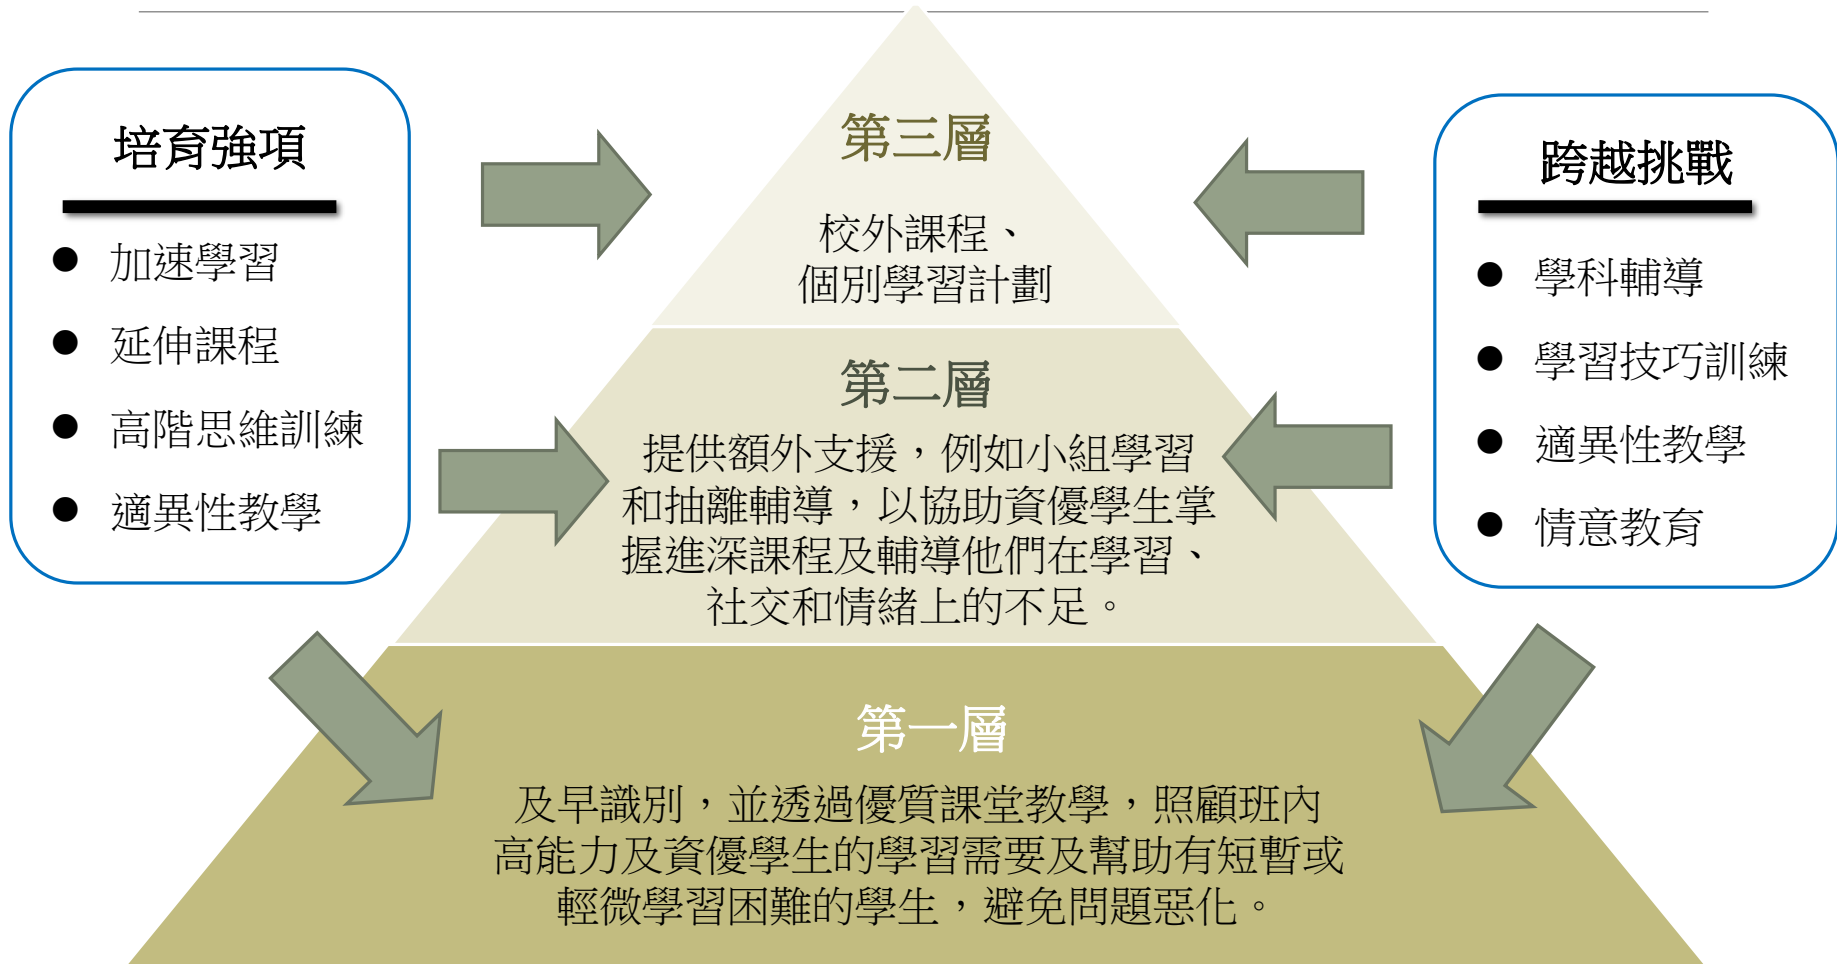 培育強項
加速學習
延伸課程
高階思維訓練
適異性教學
第三層
校外課程、
個別學習計劃
第二層
提供額外支援，例如小組學習
和抽離輔導，以協助資優學生掌
握進深課程及輔導他們在學習、
社交和情緒上的不足。
第一層
及早識別，並透過優質課堂教學，照顧班內
高能力及資優學生的學習需要及幫助有短暫或
輕微學習困難的學生，避免問題惡化。
跨越挑戰
學科輔導
學習技巧訓練
適異性教學
情意教育